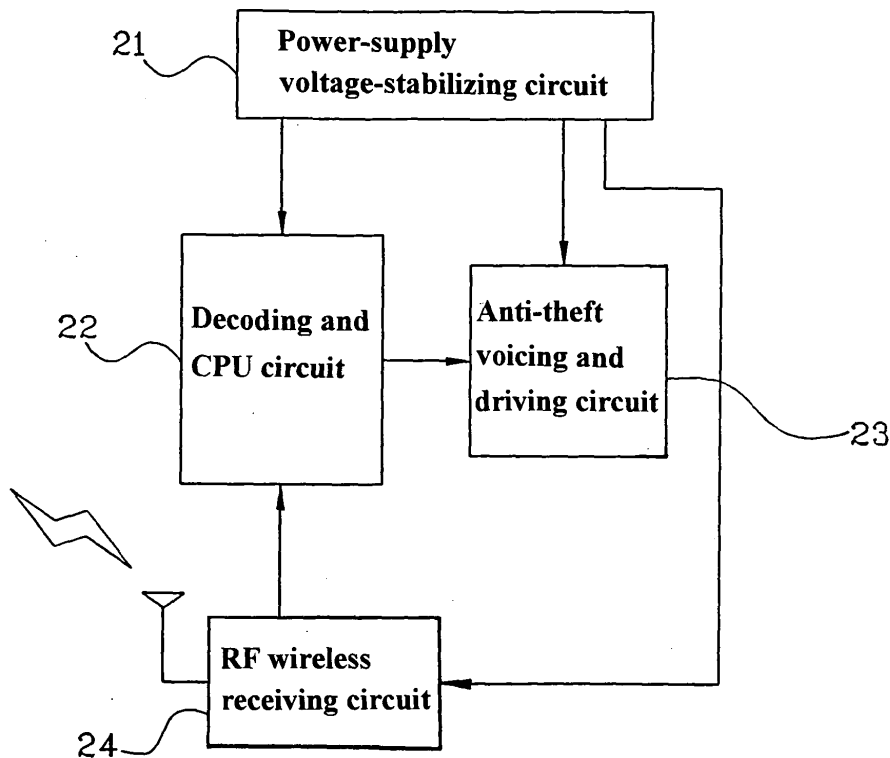 21
Power-supply
voltage-stabilizing circuit
22
Decoding and
CPU circuit
Anti-theft
voicing and
driving circuit
23
RF wireless
receiving circuit
24